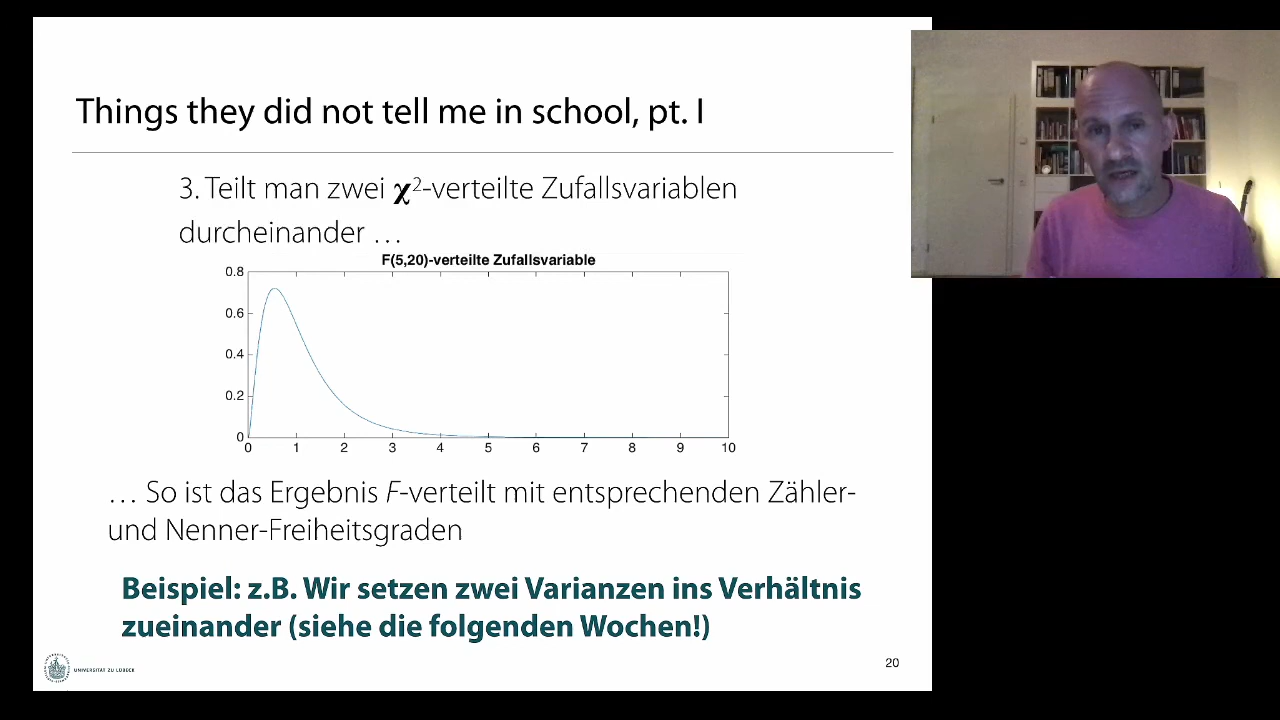 Things they did not tell me in school, pt. I
3. Teilt man zwei χ²-verteilte Zufallsvariablen
durcheinander …
F(5,20)-verteilte Zufallsvariable
0.8
0.6
0.4
0.2
0
0 1 2 3 4 5 6 7 8 9 10
… So ist das Ergebnis F-verteilt mit entsprechenden Zähler-
und Nenner-Freiheitsgraden
Beispiel: z.B. Wir setzen zwei Varianzen ins Verhältnis
zueinander (siehe die folgenden Wochen!)
UNIVERSITÄT ZU LÜBECK
20